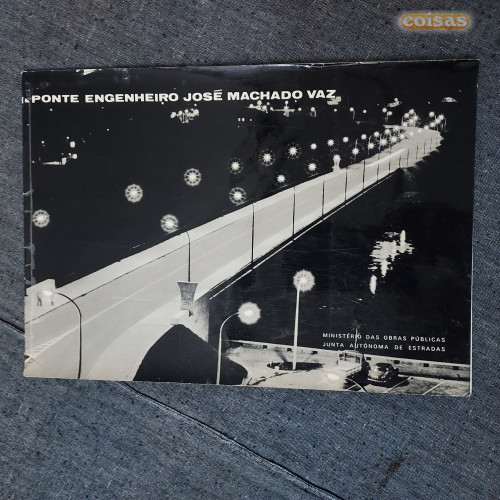 coisas
PONTE ENGENHEIRO JOSÉ MACHADO VAZ
MINISTÉRIO DAS OBRAS PÚBLICAS
JUNTA AUTÓNOMA DE ESTRADAS